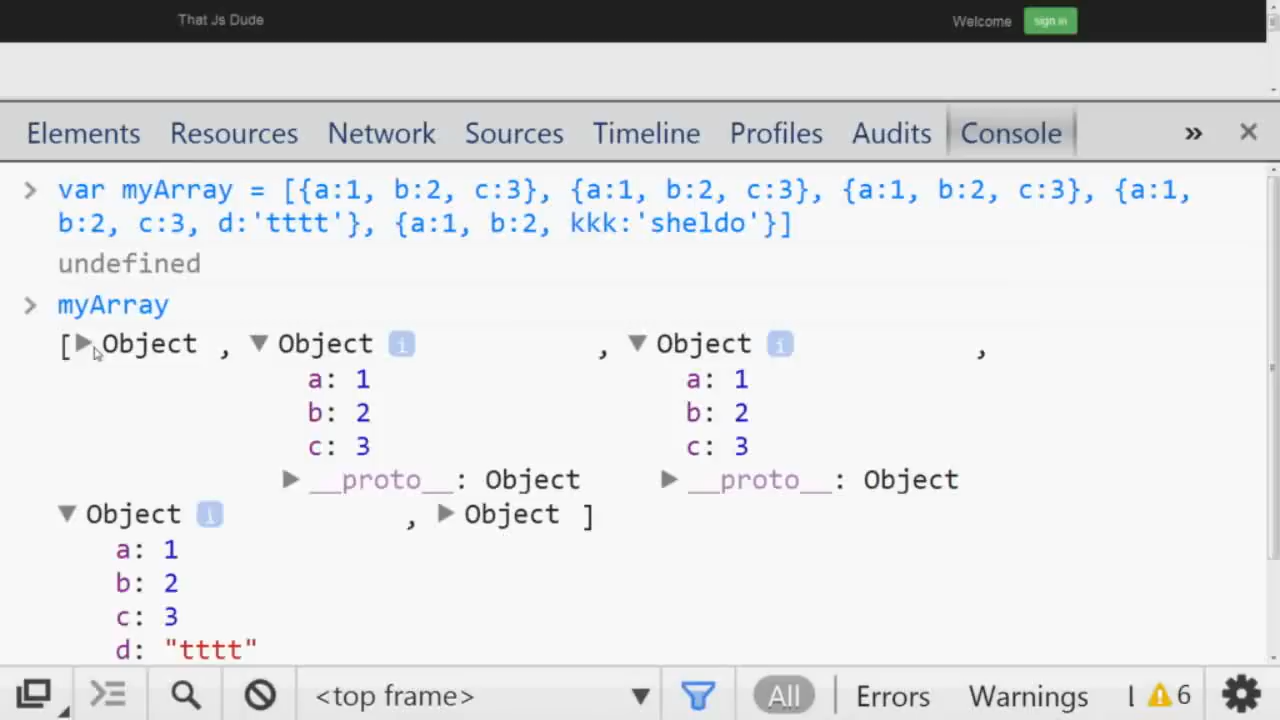 That Js Dude
Welcome sign in
Elements Resources Network Sources Timeline Profiles Audits Console »
> var myArray = [{a:1, b:2, c:3}, {a:1, b:2, c:3}, {a:1, b:2, c:3}, {a:1,
b:2, c:3, d:'tttt'}, {a:1, b:2, kkk:'sheldo'}]
undefined
> myArray
[▶Object , ▼Object i , ▼Object i ,
a: 1 a: 1
b: 2 b: 2
c: 3 c: 3
▶__proto__: Object ▶__proto__: Object
▼Object i , ▶Object ]
a: 1
b: 2
c: 3
d: "tttt"
<top frame> All Errors Warnings 6